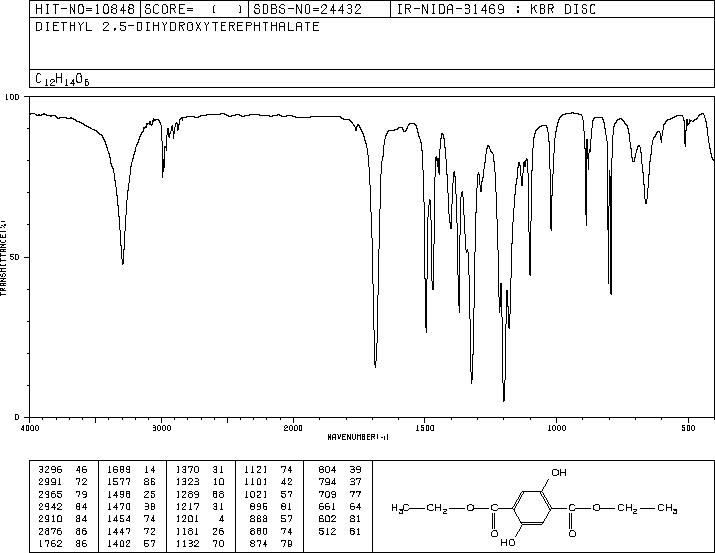 HIT-NO=10848 SCORE= ( ) SDBS-NO=24432 IR-NIDA-31469 : KBR DISC
DIETHYL 2,5-DIHYDROXYTEREPHTHALATE
C12H14O6
100
50
0
TRANSMITTANCE(%)
4000 3000 2000 1500 1000 500
WAVENUMBER(-1)
3296 46 1689 14 1370 31 1121 74 804 39
2991 72 1577 86 1323 10 1101 42 794 37
2965 79 1498 25 1289 68 1021 57 709 77
2942 84 1470 38 1217 31 896 81 661 64
2910 84 1454 74 1201 4 888 57 602 81
2876 86 1447 72 1181 26 880 74 512 81
1762 86 1402 57 1132 70 874 79
OH
H3C CH2 O O CH2 CH3
O O
HO